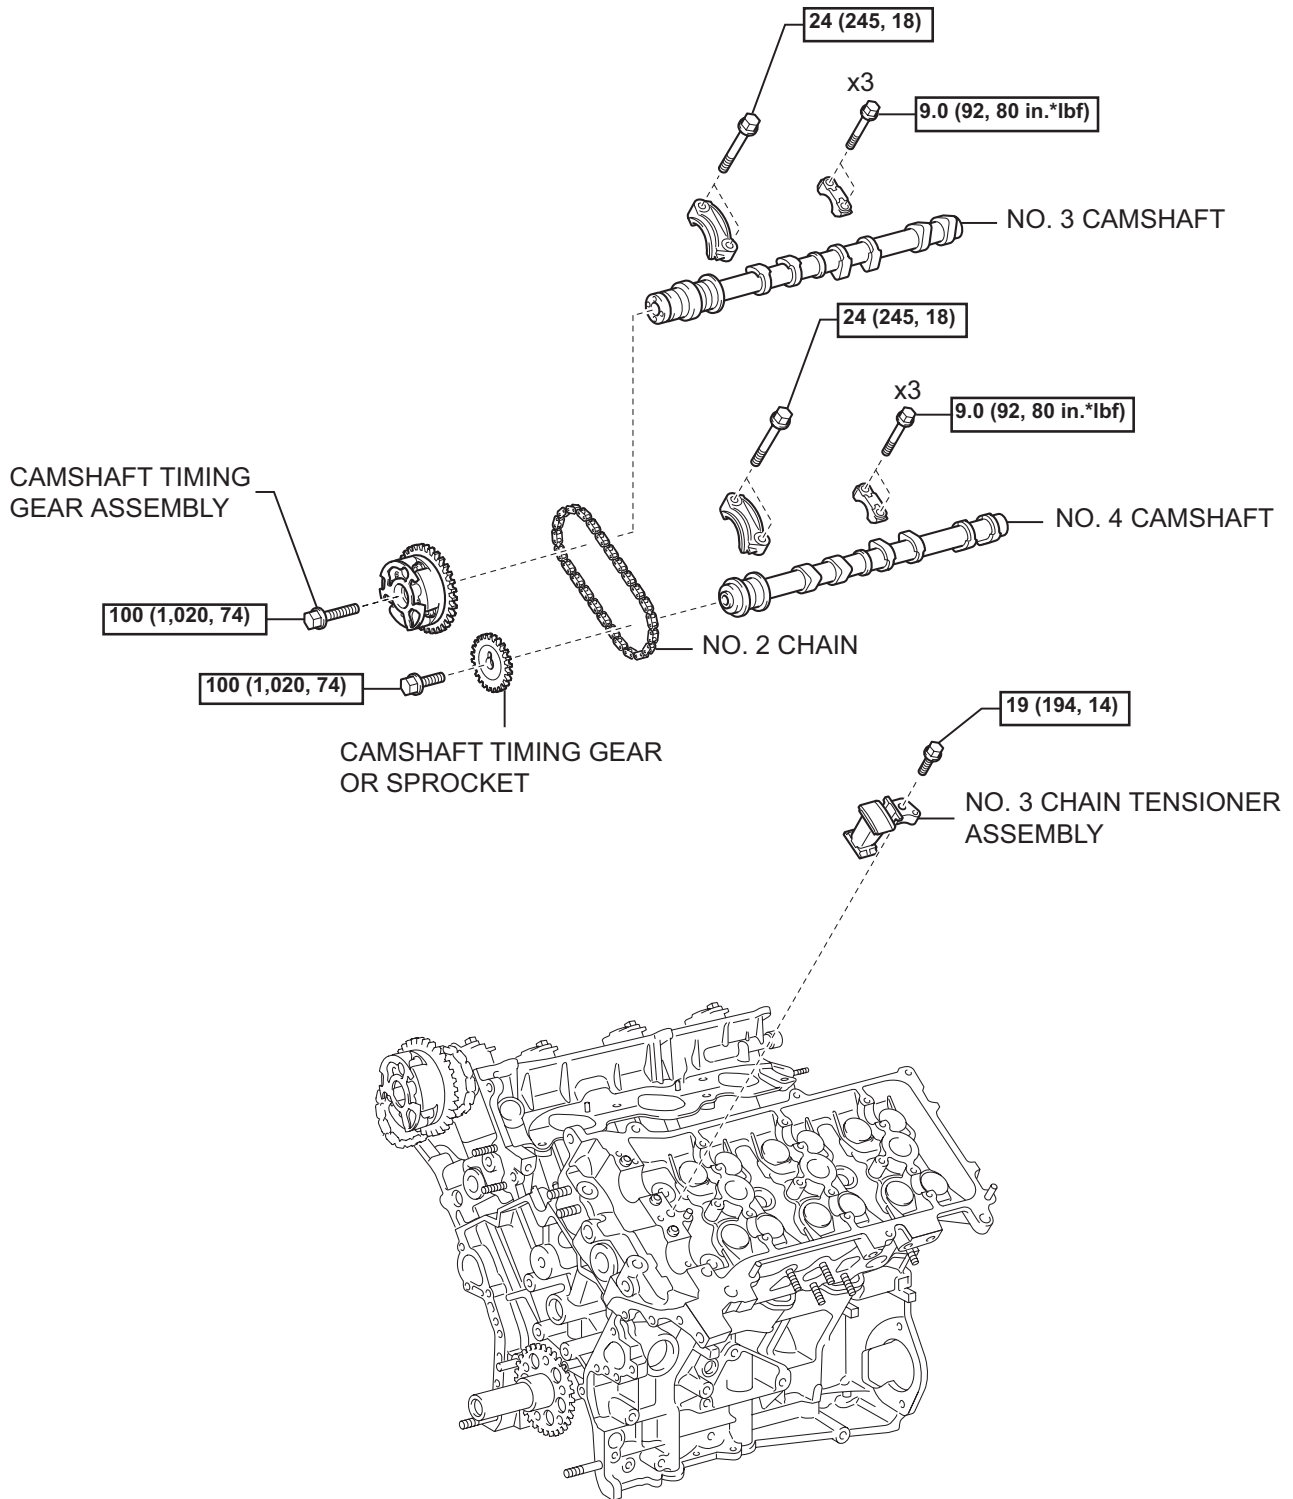 24 (245, 18)
x3
9.0 (92, 80 in.*lbf)
NO. 3 CAMSHAFT
24 (245, 18)
x3
9.0 (92, 80 in.*lbf)
CAMSHAFT TIMING
GEAR ASSEMBLY
NO. 4 CAMSHAFT
100 (1,020, 74)
NO. 2 CHAIN
100 (1,020, 74)
19 (194, 14)
CAMSHAFT TIMING GEAR
OR SPROCKET
NO. 3 CHAIN TENSIONER
ASSEMBLY